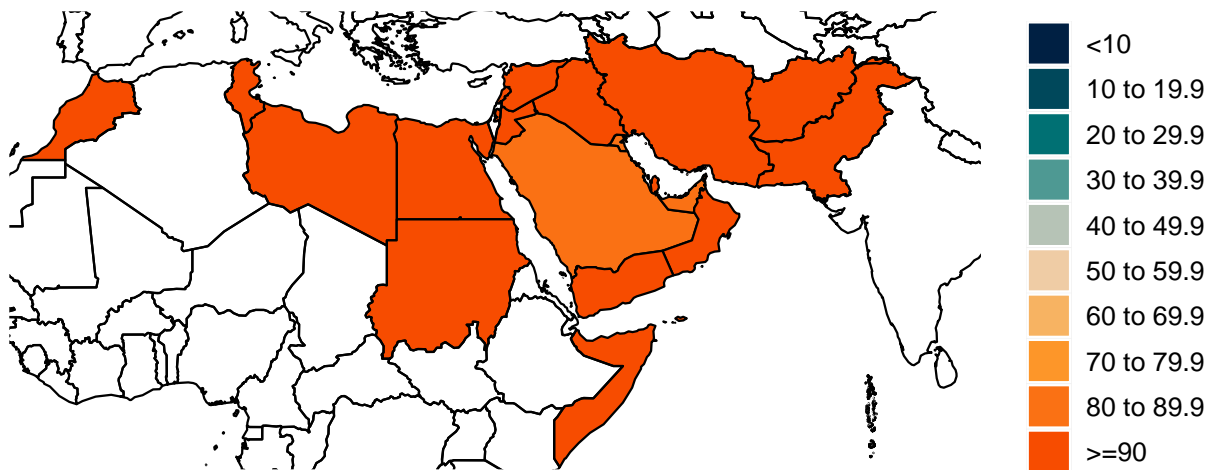 <10
10 to 19.9
20 to 29.9
30 to 39.9
40 to 49.9
50 to 59.9
60 to 69.9
70 to 79.9
80 to 89.9
>=90